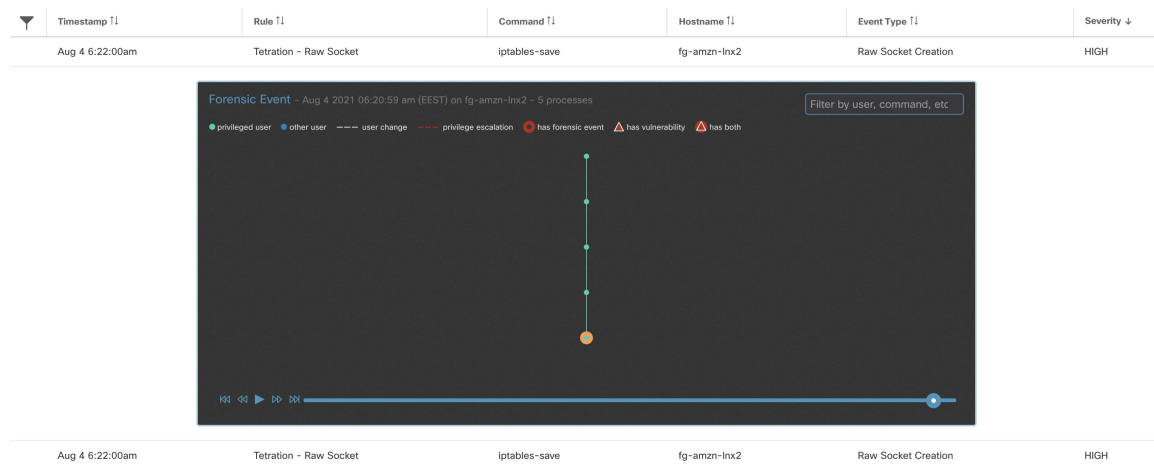 Timestamp ↑↓ Rule ↑↓ Command ↑↓ Hostname ↑↓ Event Type ↑↓ Severity ↓
Aug 4 6:22:00am Tetration - Raw Socket iptables-save fg-amzn-lnx2 Raw Socket Creation HIGH
Forensic Event - Aug 4 2021 06:20:59 am (EEST) on fg-amzn-lnx2 - 5 processes Filter by user, command, etc
privileged user other user user change privilege escalation has forensic event has vulnerability has both
Aug 4 6:22:00am Tetration - Raw Socket iptables-save fg-amzn-lnx2 Raw Socket Creation HIGH